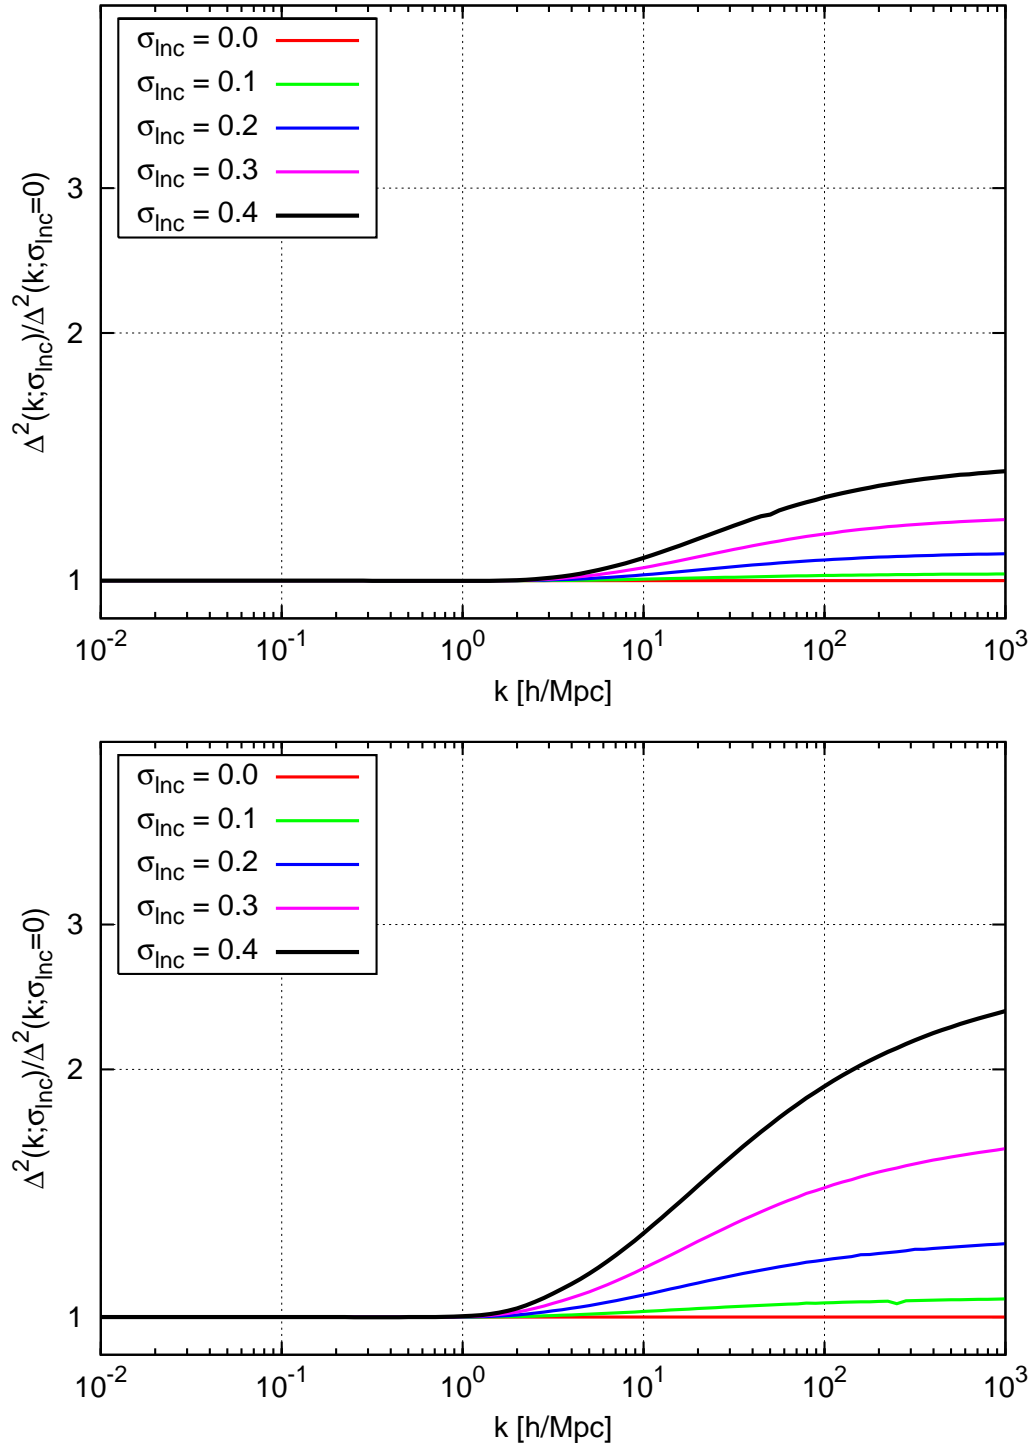 σlnc = 0.0
σlnc = 0.1
σlnc = 0.2
σlnc = 0.3
σlnc = 0.4
3
2
1
Δ²(k;σlnc)/Δ²(k;σlnc=0)
10⁻² 10⁻¹ 10⁰ 10¹ 10² 10³
k [h/Mpc]
σlnc = 0.0
σlnc = 0.1
σlnc = 0.2
σlnc = 0.3
σlnc = 0.4
3
2
1
Δ²(k;σlnc)/Δ²(k;σlnc=0)
10⁻² 10⁻¹ 10⁰ 10¹ 10² 10³
k [h/Mpc]